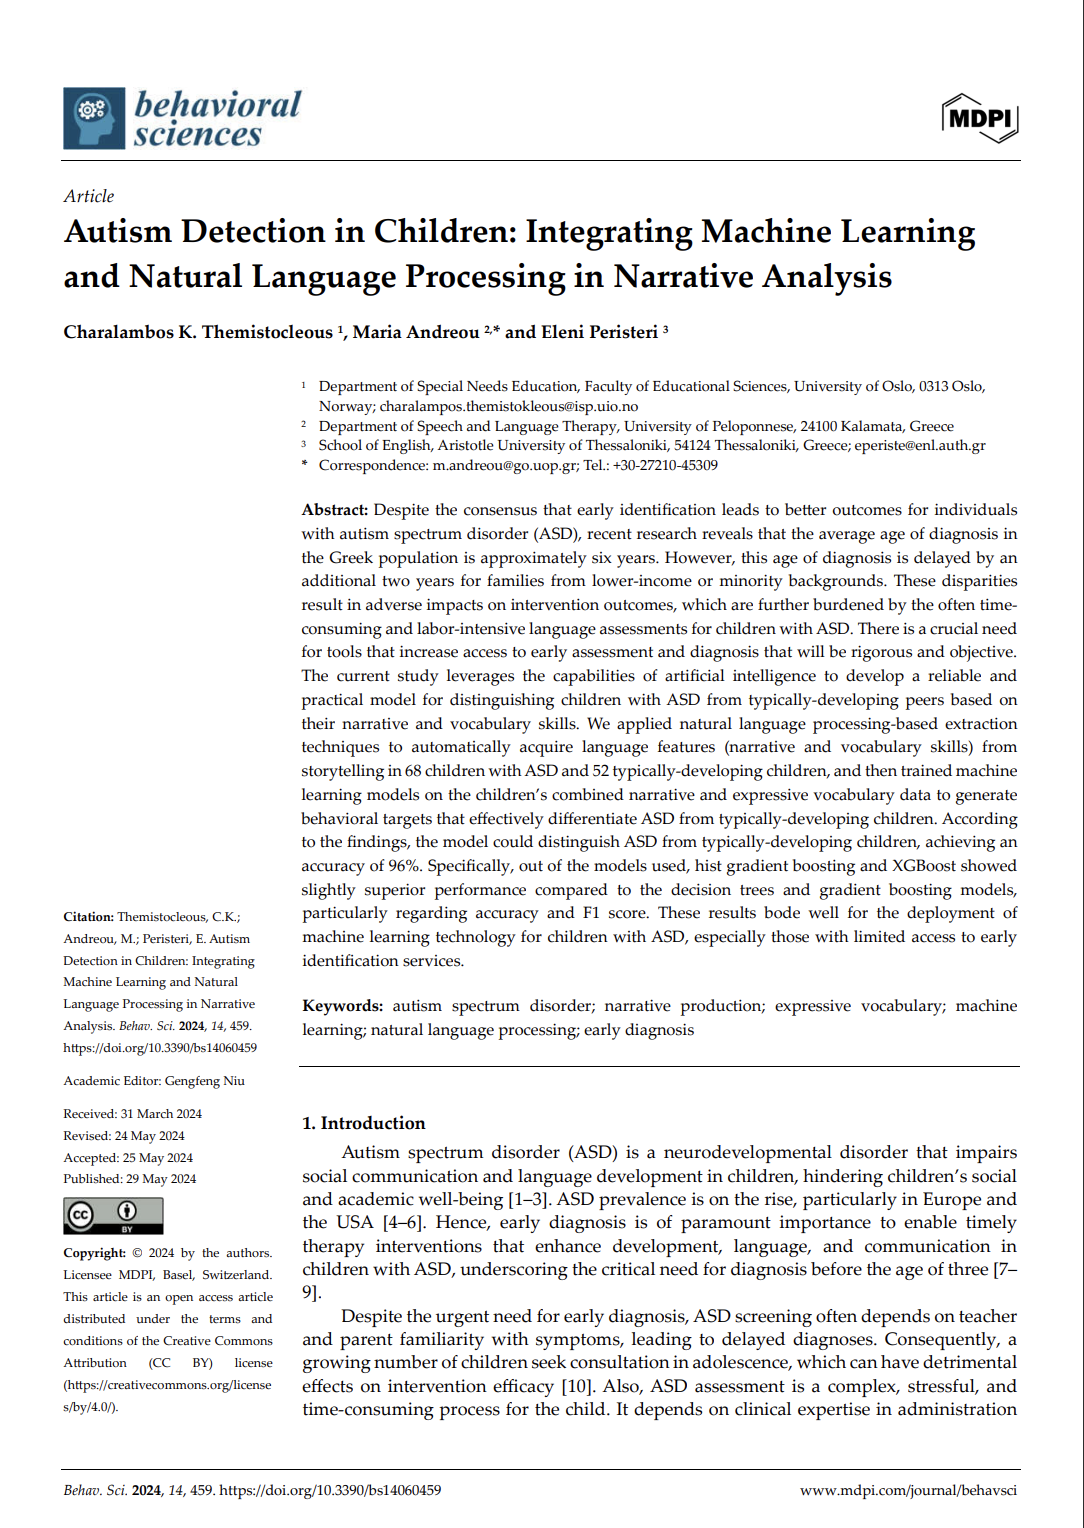 behavioral
sciences
MDPI
Article
Autism Detection in Children: Integrating Machine Learning
and Natural Language Processing in Narrative Analysis
Charalambos K. Themistocleous 1, Maria Andreou 2,* and Eleni Peristeri 3
1 Department of Special Needs Education, Faculty of Educational Sciences, University of Oslo, 0313 Oslo,
Norway; charalampos.themistokleous@isp.uio.no
2 Department of Speech and Language Therapy, University of Peloponnese, 24100 Kalamata, Greece
3 School of English, Aristotle University of Thessaloniki, 54124 Thessaloniki, Greece; eperiste@enl.auth.gr
* Correspondence: m.andreou@go.uop.gr; Tel.: +30-27210-45309
Abstract: Despite the consensus that early identification leads to better outcomes for individuals
with autism spectrum disorder (ASD), recent research reveals that the average age of diagnosis in
the Greek population is approximately six years. However, this age of diagnosis is delayed by an
additional two years for families from lower-income or minority backgrounds. These disparities
result in adverse impacts on intervention outcomes, which are further burdened by the often time-
consuming and labor-intensive language assessments for children with ASD. There is a crucial need
for tools that increase access to early assessment and diagnosis that will be rigorous and objective.
The current study leverages the capabilities of artificial intelligence to develop a reliable and
practical model for distinguishing children with ASD from typically-developing peers based on
their narrative and vocabulary skills. We applied natural language processing-based extraction
techniques to automatically acquire language features (narrative and vocabulary skills) from
storytelling in 68 children with ASD and 52 typically-developing children, and then trained machine
learning models on the children's combined narrative and expressive vocabulary data to generate
behavioral targets that effectively differentiate ASD from typically-developing children. According
to the findings, the model could distinguish ASD from typically-developing children, achieving an
accuracy of 96%. Specifically, out of the models used, hist gradient boosting and XGBoost showed
slightly superior performance compared to the decision trees and gradient boosting models,
particularly regarding accuracy and F1 score. These results bode well for the deployment of
machine learning technology for children with ASD, especially those with limited access to early
identification services.
Keywords: autism spectrum disorder; narrative production; expressive vocabulary; machine
learning; natural language processing; early diagnosis
Citation: Themistocleous, C.K.;
Andreou, M.; Peristeri, E. Autism
Detection in Children: Integrating
Machine Learning and Natural
Language Processing in Narrative
Analysis. Behav. Sci. 2024, 14, 459.
https://doi.org/10.3390/bs14060459
Academic Editor: Gengfeng Niu
Received: 31 March 2024
Revised: 24 May 2024
Accepted: 25 May 2024
Published: 29 May 2024
cc BY
Copyright: © 2024 by the authors.
Licensee MDPI, Basel, Switzerland.
This article is an open access article
distributed under the terms and
conditions of the Creative Commons
Attribution (CC BY) license
(https://creativecommons.org/license
s/by/4.0/).
1. Introduction
Autism spectrum disorder (ASD) is a neurodevelopmental disorder that impairs
social communication and language development in children, hindering children's social
and academic well-being [1–3]. ASD prevalence is on the rise, particularly in Europe and
the USA [4–6]. Hence, early diagnosis is of paramount importance to enable timely
therapy interventions that enhance development, language, and communication in
children with ASD, underscoring the critical need for diagnosis before the age of three [7–
9].
Despite the urgent need for early diagnosis, ASD screening often depends on teacher
and parent familiarity with symptoms, leading to delayed diagnoses. Consequently, a
growing number of children seek consultation in adolescence, which can have detrimental
effects on intervention efficacy [10]. Also, ASD assessment is a complex, stressful, and
time-consuming process for the child. It depends on clinical expertise in administration
Behav. Sci. 2024, 14, 459. https://doi.org/10.3390/bs14060459
www.mdpi.com/journal/behavsci